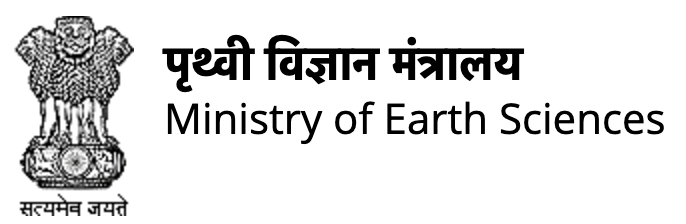 पृथ्वी विज्ञान मंत्रालय
Ministry of Earth Sciences
सत्यमेव जयते